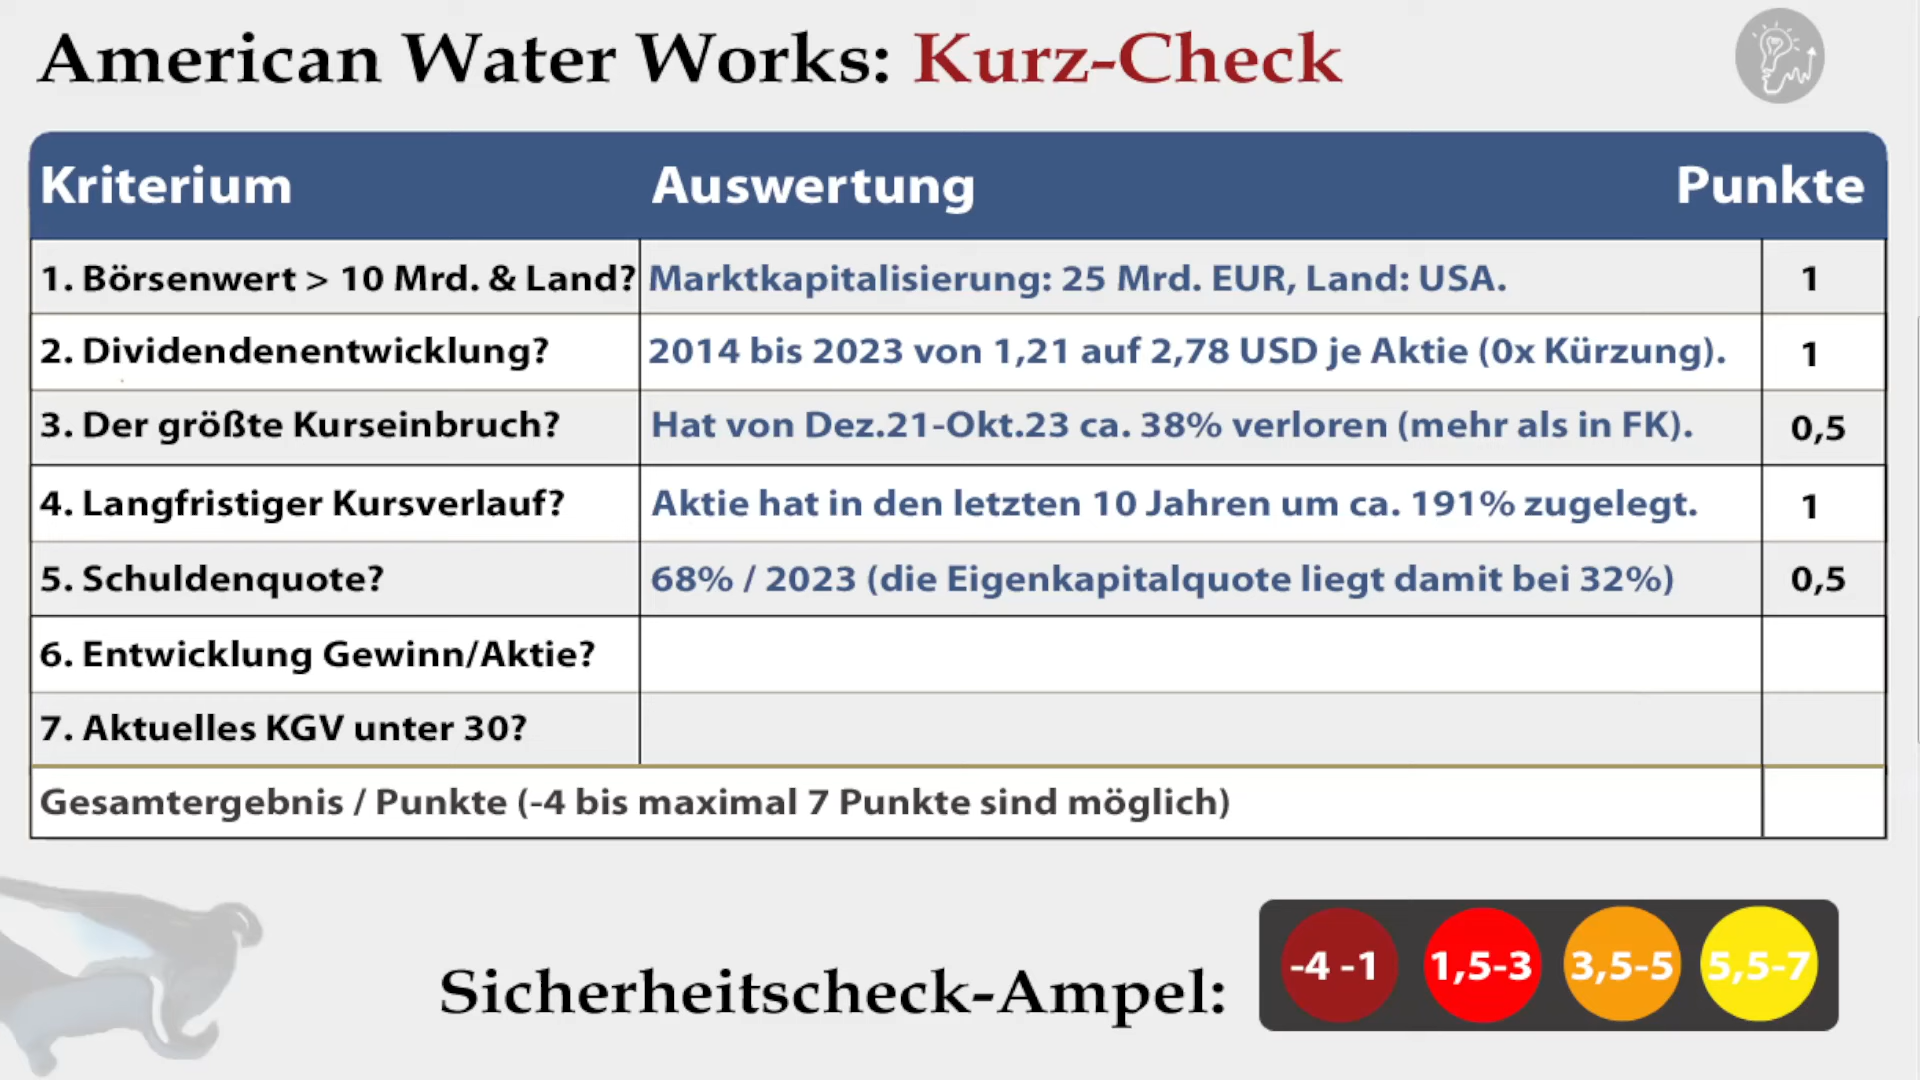 American Water Works: Kurz-Check
Kriterium Auswertung Punkte
1. Börsenwert > 10 Mrd. & Land? Marktkapitalisierung: 25 Mrd. EUR, Land: USA. 1
2. Dividendenentwicklung? 2014 bis 2023 von 1,21 auf 2,78 USD je Aktie (0x Kürzung). 1
3. Der größte Kurseinbruch? Hat von Dez.21-Okt.23 ca. 38% verloren (mehr als in FK). 0,5
4. Langfristiger Kursverlauf? Aktie hat in den letzten 10 Jahren um ca. 191% zugelegt. 1
5. Schuldenquote? 68% / 2023 (die Eigenkapitalquote liegt damit bei 32%) 0,5
6. Entwicklung Gewinn/Aktie?
7. Aktuelles KGV unter 30?
Gesamtergebnis / Punkte (-4 bis maximal 7 Punkte sind möglich)
Sicherheitscheck-Ampel: -4 -1 1,5-3 3,5-5 5,5-7